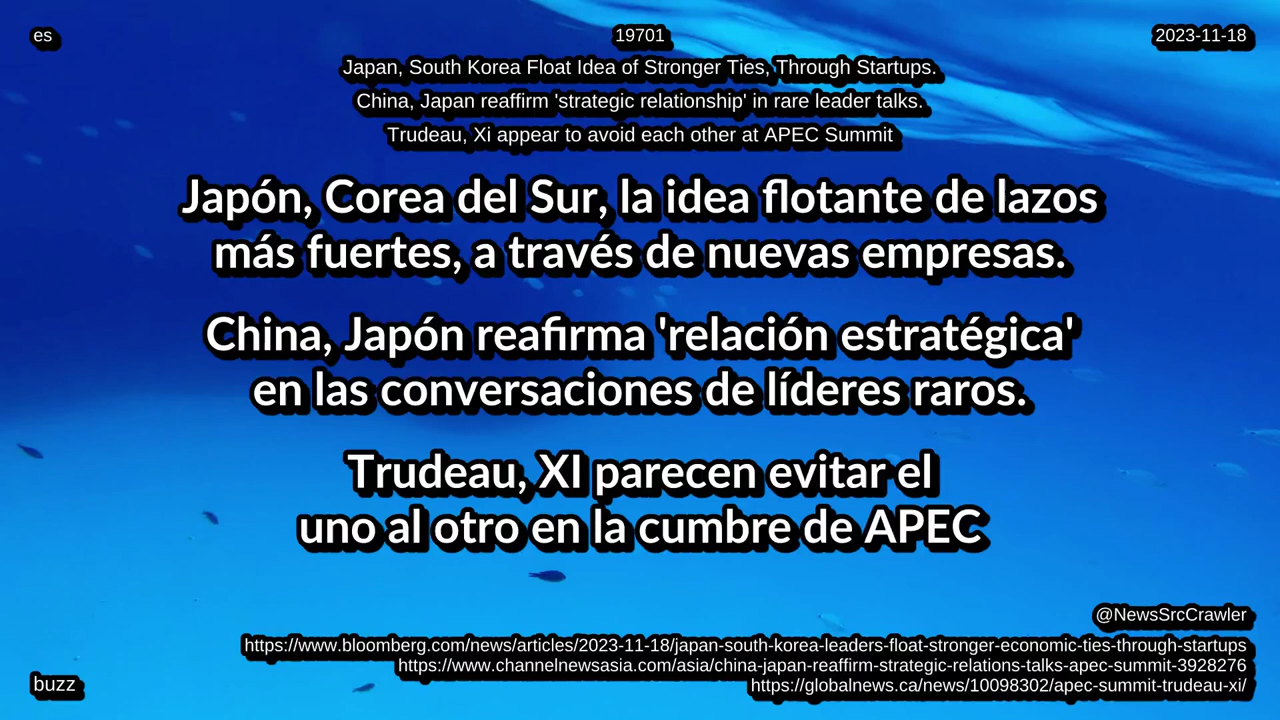 es
19701
2023-11-18
Japan, South Korea Float Idea of Stronger Ties, Through Startups.
China, Japan reaffirm 'strategic relationship' in rare leader talks.
Trudeau, Xi appear to avoid each other at APEC Summit
Japón, Corea del Sur, la idea flotante de lazos
más fuertes, a través de nuevas empresas.
China, Japón reafirma 'relación estratégica'
en las conversaciones de líderes raros.
Trudeau, XI parecen evitar el
uno al otro en la cumbre de APEC
@NewsSrcCrawler
https://www.bloomberg.com/news/articles/2023-11-18/japan-south-korea-leaders-float-stronger-economic-ties-through-startups
https://www.channelnewsasia.com/asia/china-japan-reaffirm-strategic-relations-talks-apec-summit-3928276
https://globalnews.ca/news/10098302/apec-summit-trudeau-xi/
buzz